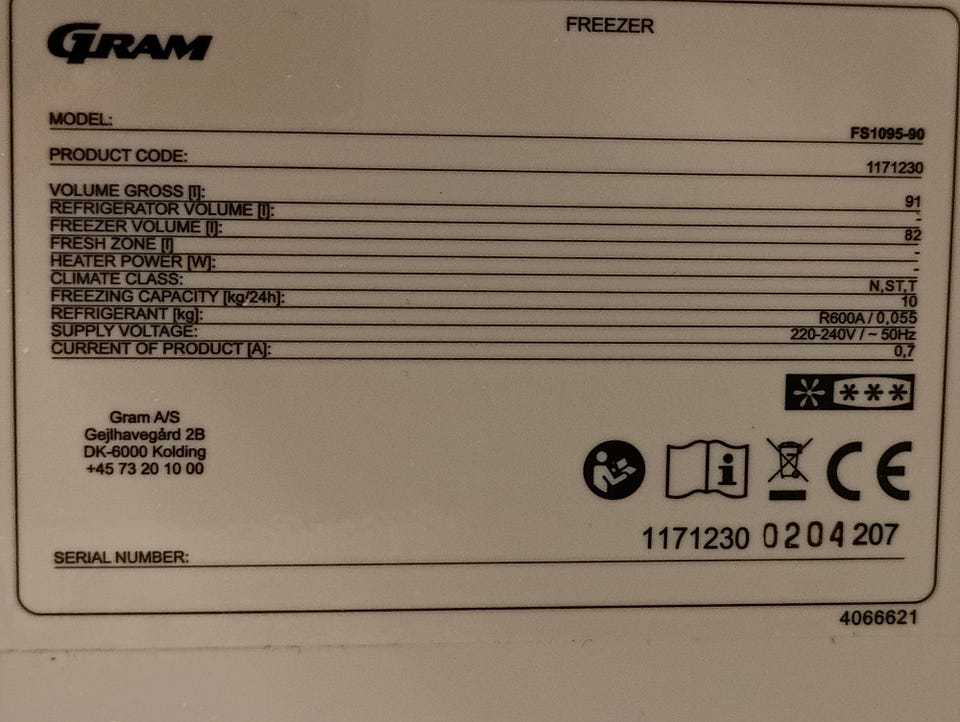 GRAM
FREEZER
MODEL: FS1095-90
PRODUCT CODE: 1171230
VOLUME GROSS [l]: 91
REFRIGERATOR VOLUME [l]: -
FREEZER VOLUME [l]: 82
FRESH ZONE [l] -
HEATER POWER [W]: -
CLIMATE CLASS: N,ST,T
FREEZING CAPACITY [kg/24h]: 10
REFRIGERANT [kg]: R600A / 0,055
SUPPLY VOLTAGE: 220-240V / ~ 50Hz
CURRENT OF PRODUCT [A]: 0,7
Gram A/S
Gejlhavegård 2B
DK-6000 Kolding
+45 73 20 10 00
CE
1171230 0204 207
SERIAL NUMBER:
4066621